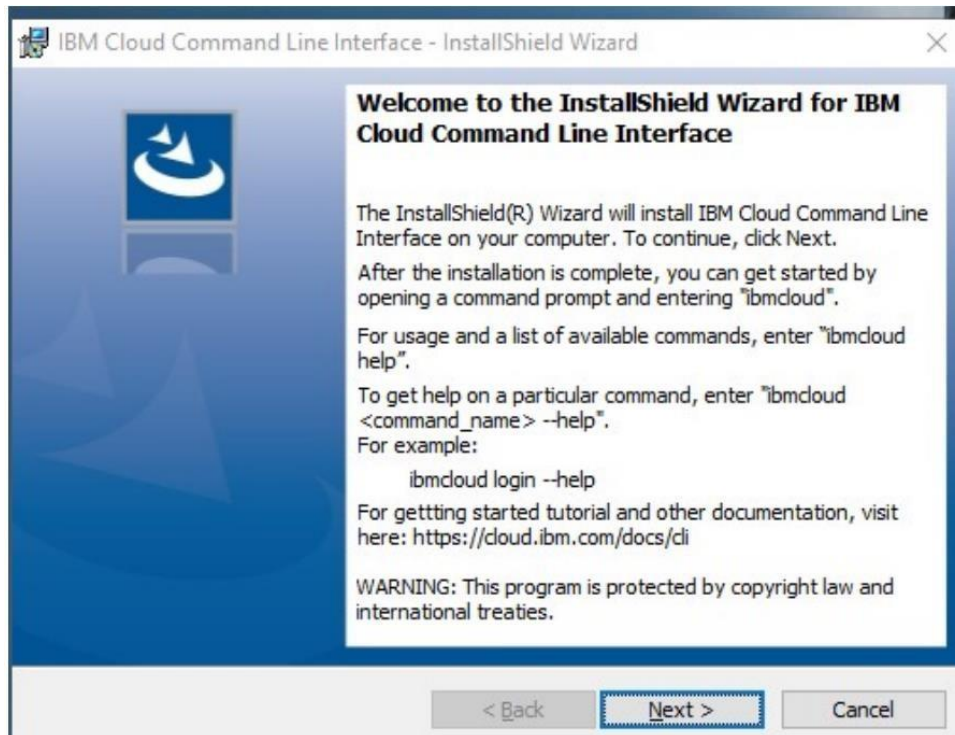 IBM Cloud Command Line Interface - InstallShield Wizard
Welcome to the InstallShield Wizard for IBM
Cloud Command Line Interface
The InstallShield(R) Wizard will install IBM Cloud Command Line
Interface on your computer. To continue, click Next.
After the installation is complete, you can get started by
opening a command prompt and entering "ibmcloud".
For usage and a list of available commands, enter “ibmcloud
help”.
To get help on a particular command, enter "ibmcloud
<command_name> --help".
For example:
ibmcloud login --help
For gettting started tutorial and other documentation, visit
here: https://cloud.ibm.com/docs/cli
WARNING: This program is protected by copyright law and
international treaties.
< Back
Next >
Cancel